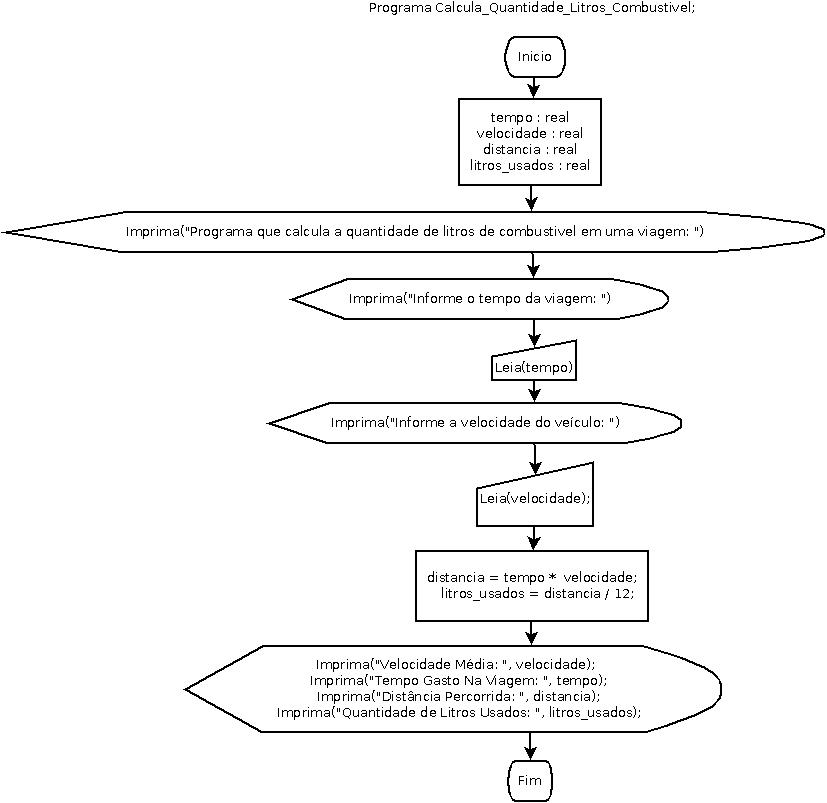 Programa Calcula_Quantidade_Litros_Combustivel;
Inicio
tempo : real
velocidade : real
distancia : real
litros_usados : real
Imprima("Programa que calcula a quantidade de litros de combustivel em uma viagem: ")
Imprima("Informe o tempo da viagem: ")
Leia(tempo)
Imprima("Informe a velocidade do veículo: ")
Leia(velocidade);
distancia = tempo * velocidade;
litros_usados = distancia / 12;
Imprima("Velocidade Média: ", velocidade);
Imprima("Tempo Gasto Na Viagem: ", tempo);
Imprima("Distância Percorrida: ", distancia);
Imprima("Quantidade de Litros Usados: ", litros_usados);
Fim